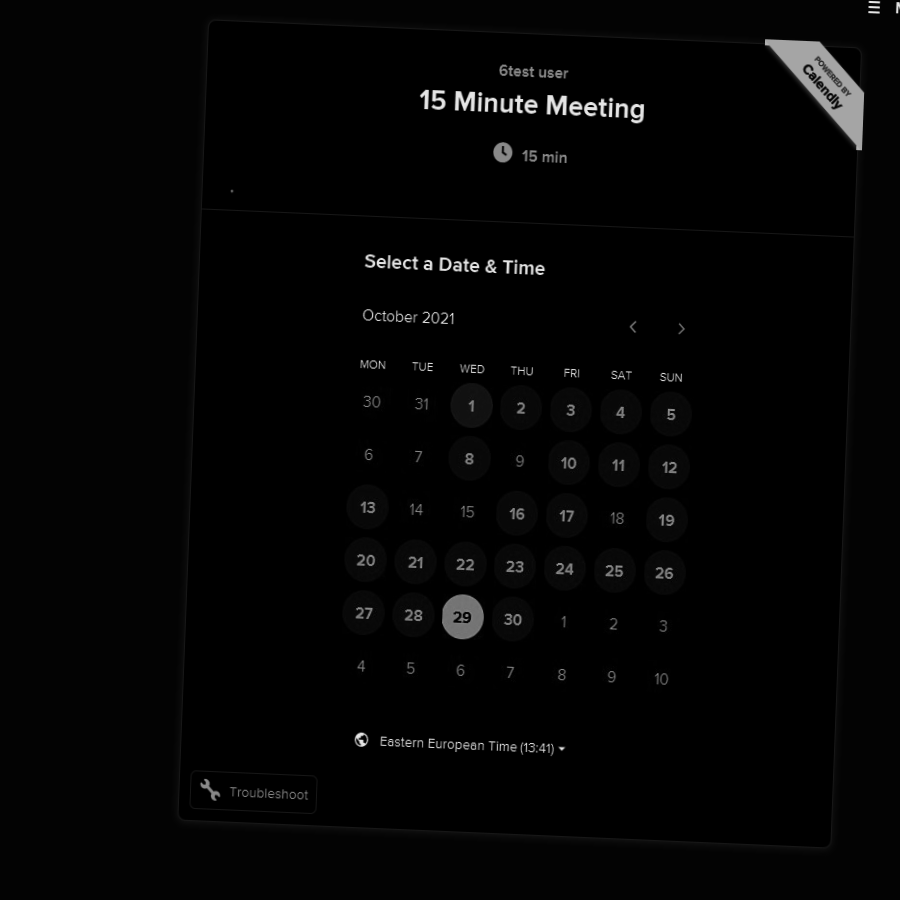 M
6test user
15 Minute Meeting
15 min
POWERED BY
Calendly
Select a Date & Time
October 2021
MON TUE WED THU FRI SAT SUN
30 31 1 2 3 4 5
6 7 8 9 10 11 12
13 14 15 16 17 18 19
20 21 22 23 24 25 26
27 28 29 30 1 2 3
4 5 6 7 8 9 10
Eastern European Time (13:41)
Troubleshoot